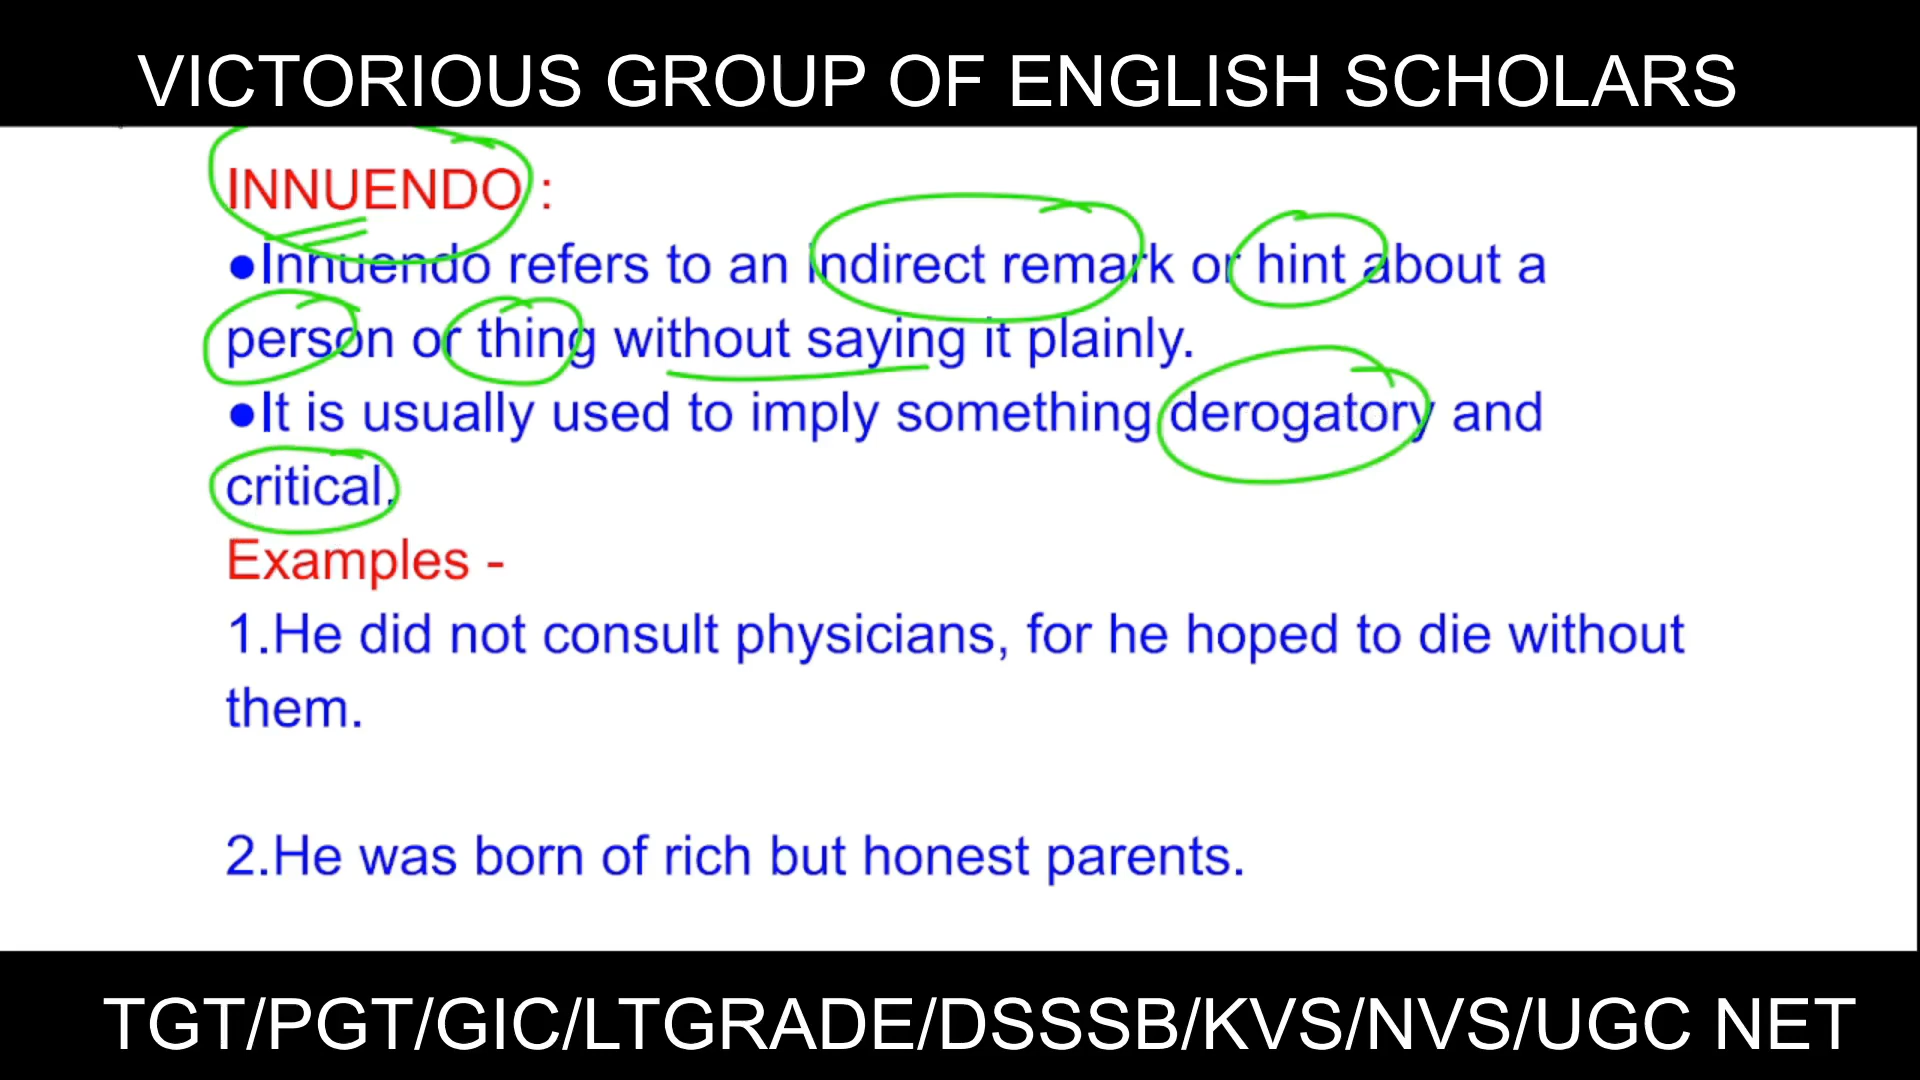 VICTORIOUS GROUP OF ENGLISH SCHOLARS
INNUENDO :
●Innuendo refers to an indirect remark or hint about a
person or thing without saying it plainly.
●It is usually used to imply something derogatory and
critical.
Examples -
1.He did not consult physicians, for he hoped to die without
them.
2.He was born of rich but honest parents.
TGT/PGT/GIC/LTGRADE/DSSSB/KVS/NVS/UGC NET